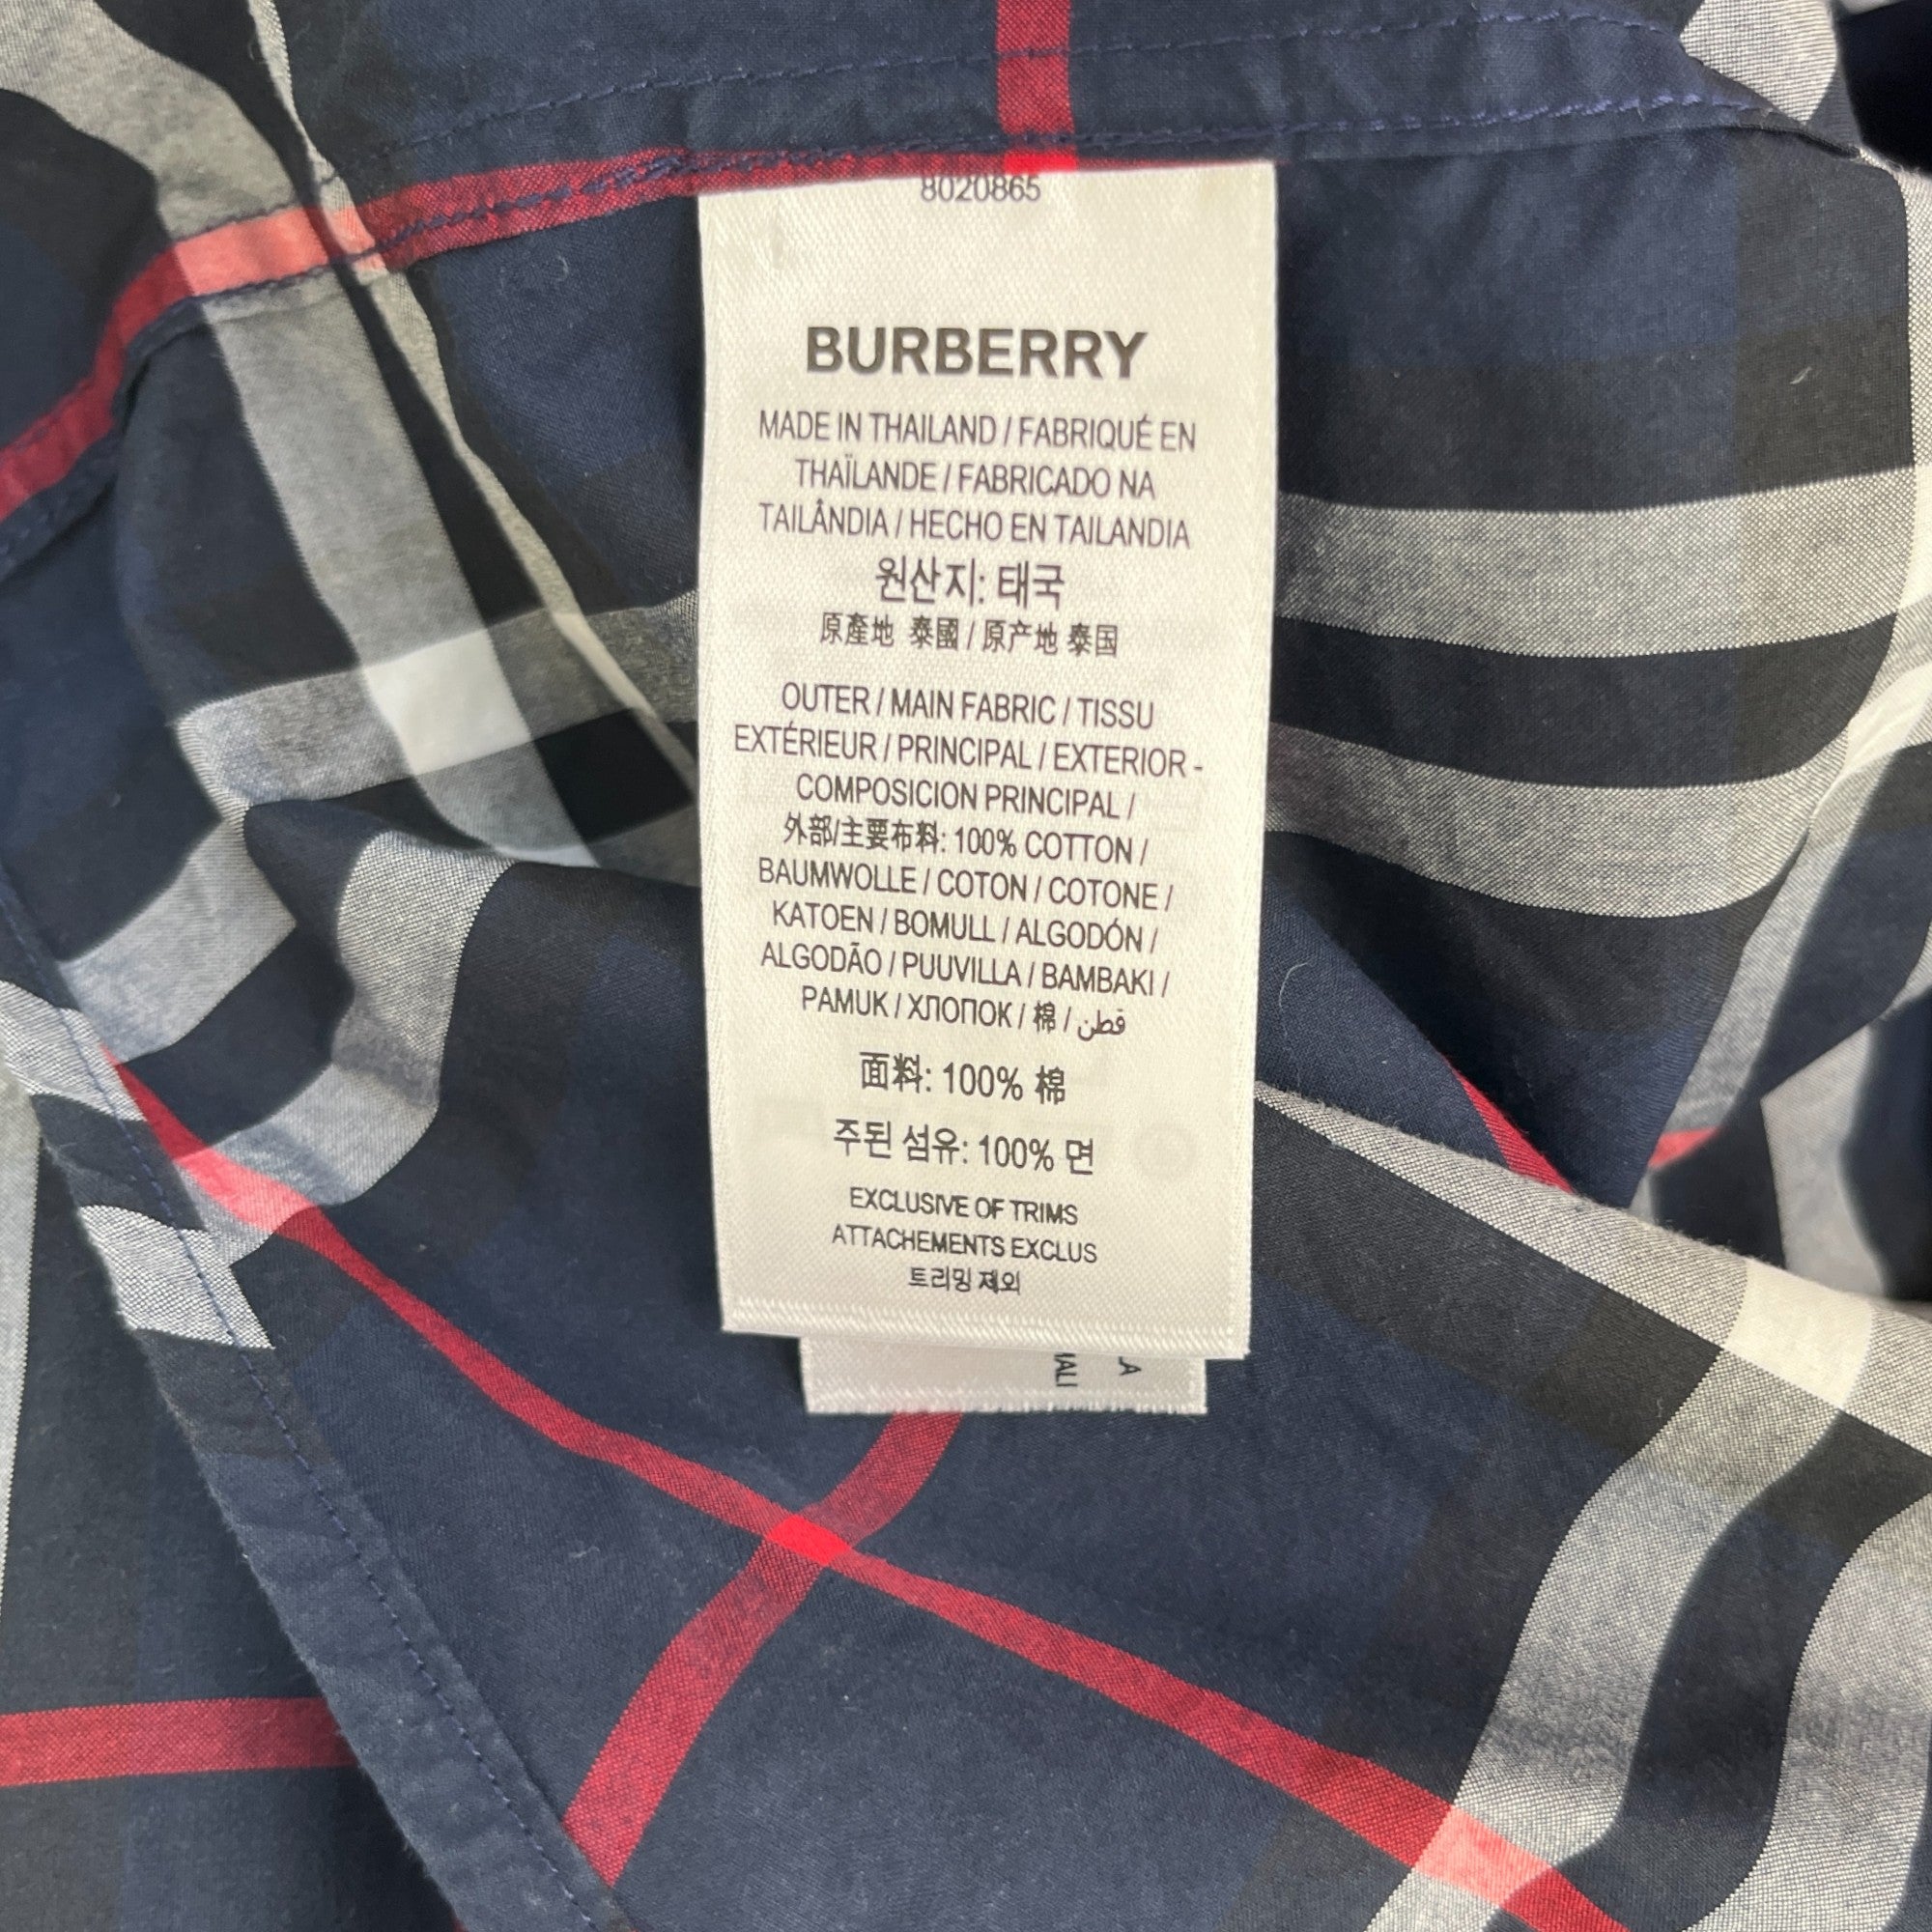 8020865
BURBERRY
MADE IN THAILAND / FABRIQUÉ EN
THAÏLANDE / FABRICADO NA
TAILÂNDIA / HECHO EN TAILANDIA
원산지: 태국
原產地 泰國 / 原产地 泰国
OUTER / MAIN FABRIC / TISSU
EXTÉRIEUR / PRINCIPAL / EXTERIOR -
COMPOSICION PRINCIPAL /
外部/主要布料: 100% COTTON /
BAUMWOLLE / COTON / COTONE /
KATOEN / BOMULL / ALGODÓN /
ALGODÃO / PUUVILLA / BAMBAKI /
PAMUK / ХЛОПОК / 棉 / قطن
面料: 100% 棉
주된 섬유: 100% 면
EXCLUSIVE OF TRIMS
ATTACHEMENTS EXCLUS
트리밍 제외